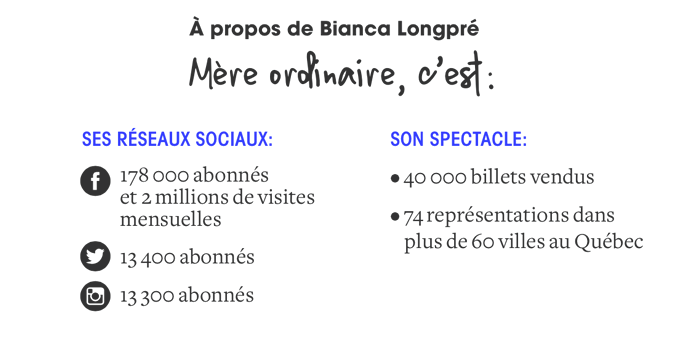 À propos de Bianca Longpré
Mère ordinaire, c'est :
SES RÉSEAUX SOCIAUX:
178 000 abonnés
et 2 millions de visites
mensuelles
13 400 abonnés
13 300 abonnés
SON SPECTACLE:
• 40 000 billets vendus
• 74 représentations dans
plus de 60 villes au Québec